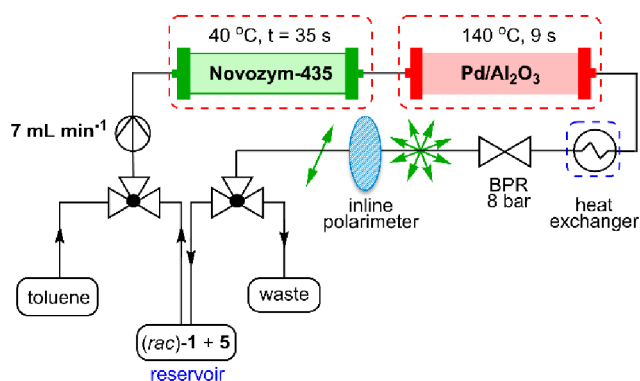 40 °C, t = 35 s
140 °C, 9 s
Novozym-435
Pd/Al₂O₃
7 mL min⁻¹
inline
polarimeter
BPR
8 bar
heat
exchanger
toluene
waste
(rac)-1 + 5
reservoir